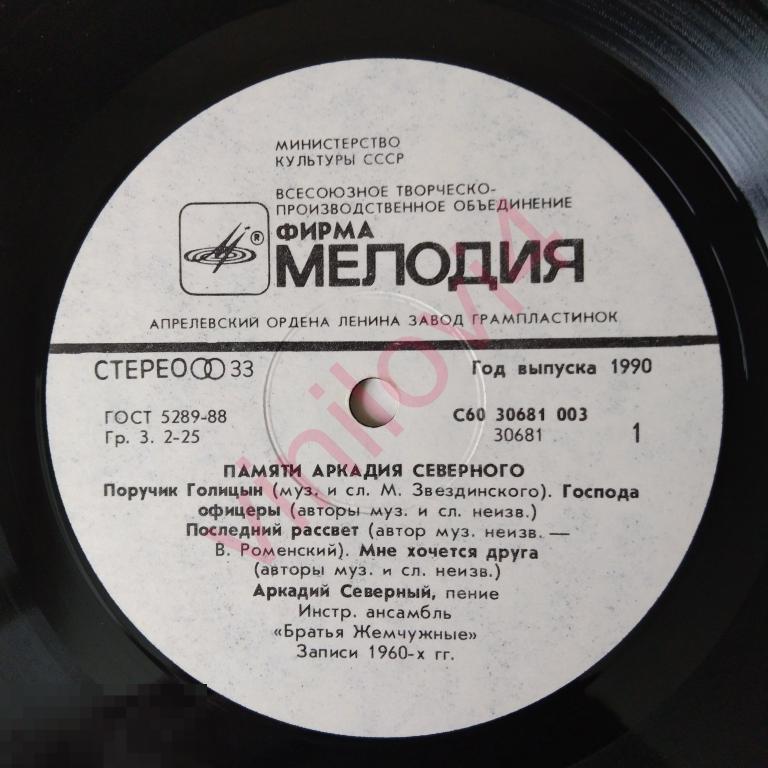 МИНИСТЕРСТВО
КУЛЬТУРЫ СССР
ВСЕСОЮЗНОЕ ТВОРЧЕСКО-
ПРОИЗВОДСТВЕННОЕ ОБЪЕДИНЕНИЕ
ФИРМА
® МЕЛОДИЯ
АПРЕЛЕВСКИЙ ОРДЕНА ЛЕНИНА ЗАВОД ГРАМПЛАСТИНОК
СТЕРЕО 33 Год выпуска 1990
ГОСТ 5289-88 С60 30681 003
Гр. 3. 2-25 30681 1
ПАМЯТИ АРКАДИЯ СЕВЕРНОГО
Поручик Голицын (муз. и сл. М. Звездинского). Господа
офицеры (авторы муз. и сл. неизв.)
Последний рассвет (автор муз. неизв. —
В. Роменский). Мне хочется друга
(авторы муз. и сл. неизв.)
Аркадий Северный, пение
Инстр. ансамбль
«Братья Жемчужные»
Записи 1960-х гг.
vinilovi4